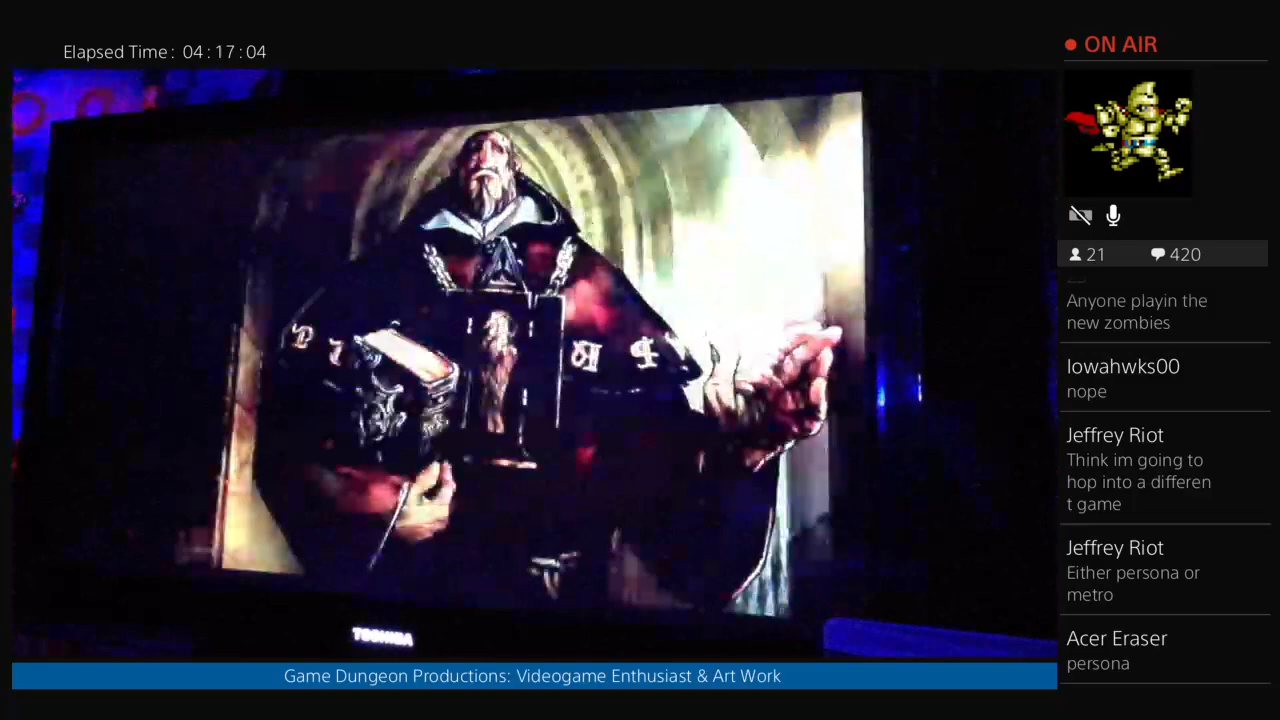 Elapsed Time: 04:17:04
ON AIR
21 420
Anyone playin the
new zombies
Iowahwks00
nope
Jeffrey Riot
Think im going to
hop into a differen
t game
Jeffrey Riot
Either persona or
metro
Acer Eraser
persona
TOSHIBA
Game Dungeon Productions: Videogame Enthusiast & Art Work